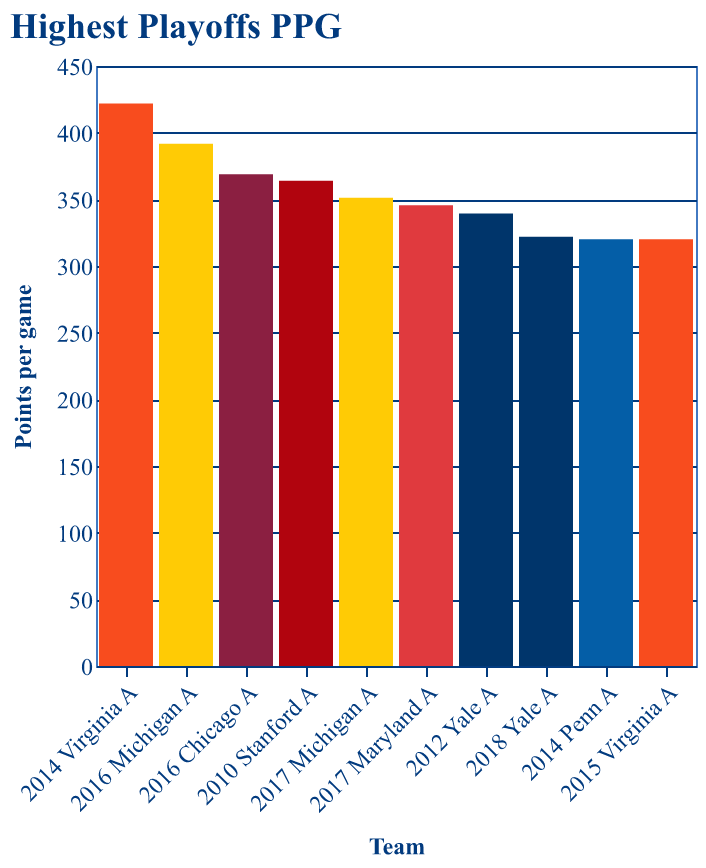 Highest Playoffs PPG
450
400
350
300
250
200
150
100
50
0
Points per game
2014 Virginia A
2016 Michigan A
2016 Chicago A
2010 Stanford A
2017 Michigan A
2017 Maryland A
2012 Yale A
2018 Yale A
2014 Penn A
2015 Virginia A
Team